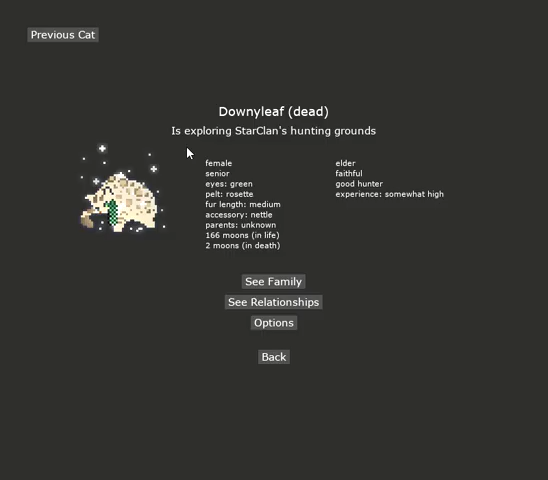 Previous Cat
Downyleaf (dead)
Is exploring StarClan's hunting grounds
female
senior
eyes: green
pelt: rosette
fur length: medium
accessory: nettle
parents: unknown
166 moons (in life)
2 moons (in death)
elder
faithful
good hunter
experience: somewhat high
See Family
See Relationships
Options
Back